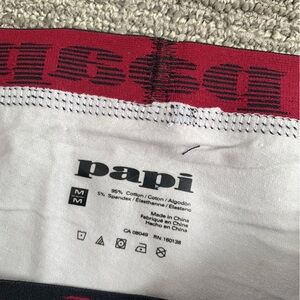 papi
M
M
95% Cotton / Coton / Algodón
5% Spandex / Elasthanne / Elastano
Made in China
Fabriqué en Chine
Hecho en China
CA 08049 RN 160138